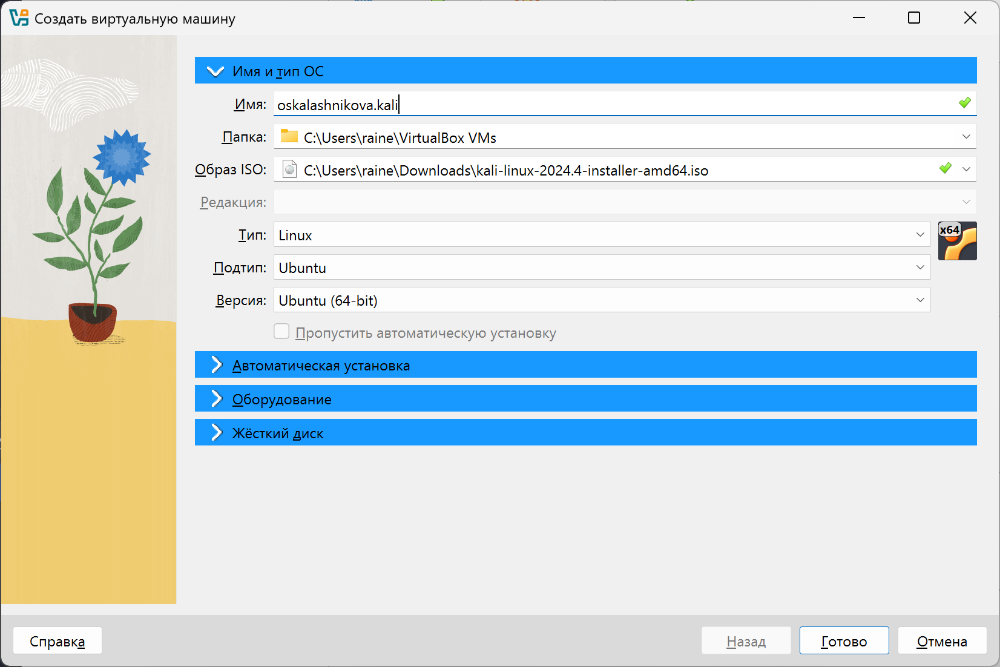 Создать виртуальную машину
Имя и тип ОС
Имя: oskalashnikova.kali
Папка: C:\Users\raine\VirtualBox VMs
Образ ISO: C:\Users\raine\Downloads\kali-linux-2024.4-installer-amd64.iso
Редакция:
Тип: Linux
x64
Подтип: Ubuntu
Версия: Ubuntu (64-bit)
Пропустить автоматическую установку
Автоматическая установка
Оборудование
Жёсткий диск
Справка Назад Готово Отмена